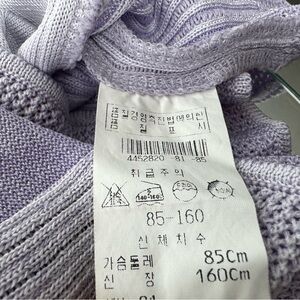 품질경영촉진법에의한
품 질 표 시
4452820 -81 -85
취급주의
85-160
신체치수
가슴둘레 85Cm
신 장 160Cm